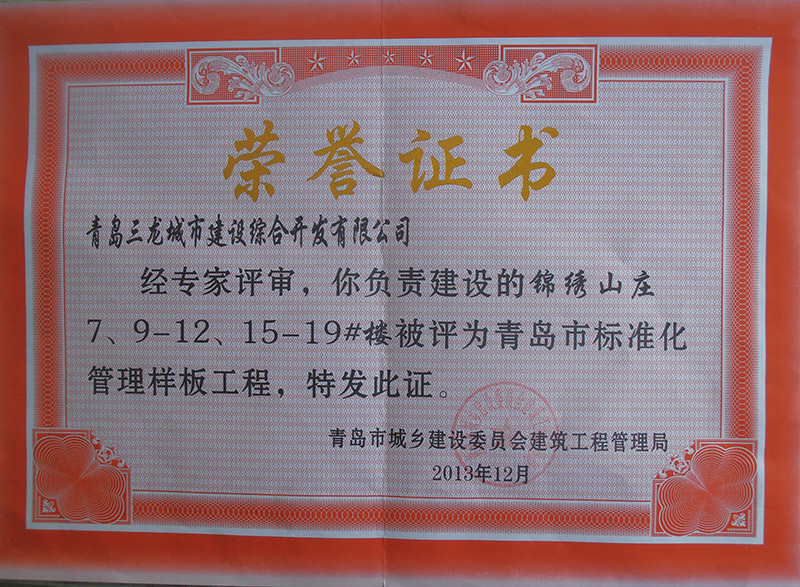 荣誉证书
青岛三龙城市建设综合开发有限公司
经专家评审，你负责建设的锦绣山庄
7、9-12、15-19#楼被评为青岛市标准化
管理样板工程，特发此证。
青岛市城乡建设委员会建筑工程管理局
2013年12月